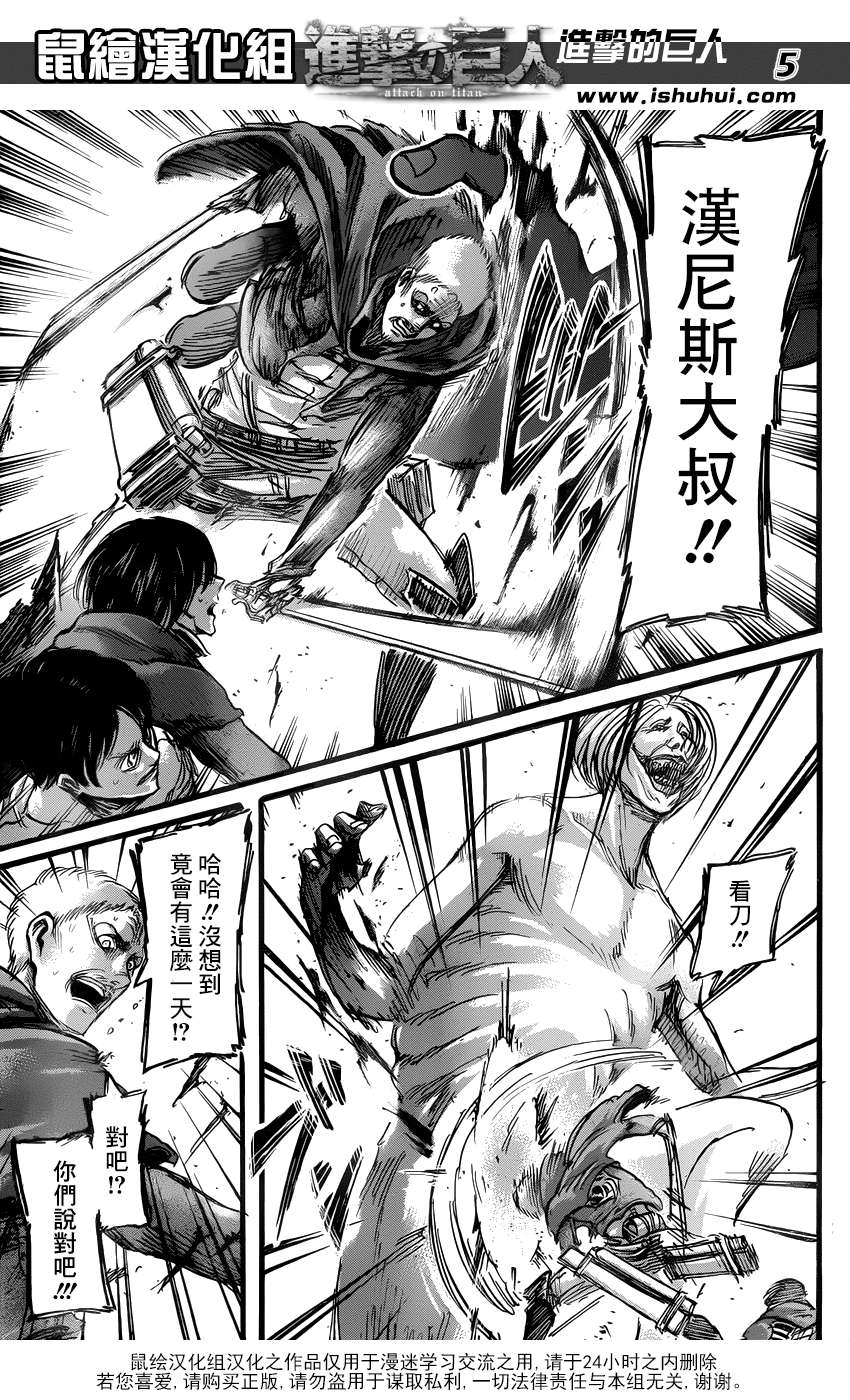 鼠繪漢化組
進撃の巨人
attack on titan
進擊的巨人
5
www.ishuhui.com
漢尼斯大叔!!
看刀!!
哈哈!!沒想到
竟會有這麼一天!?
對吧!?
你們說對吧!!!
鼠绘汉化组汉化之作品仅用于漫迷学习交流之用, 请于24小时之内删除
若您喜爱, 请购买正版, 请勿盗用于谋取私利, 一切法律责任与本组无关, 谢谢.